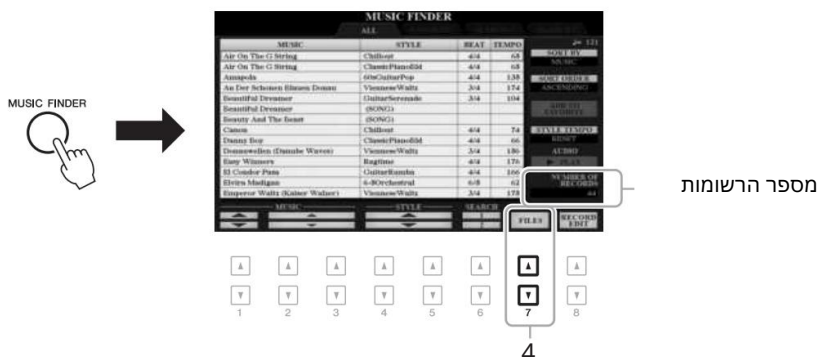 MUSIC FINDER
ALL
MUSIC STYLE BEAT TEMPO
Air On The G String Chillout 4/4 68
Air On The G String ClassicPianoBld 4/4 68
Amapola 60sGuitarPop 4/4 138
An Der Schonen Blauen Donau VienneseWaltz 3/4 174
Beautiful Dreamer GuitarSerenade 3/4 104
Beautiful Dreamer (SONG)
Beauty And The Beast (SONG)
Canon Chillout 4/4 74
Danny Boy ClassicPianoBld 4/4 66
Donauwellen (Danube Waves) VienneseWaltz 3/4 186
Easy Winners Ragtime 4/4 176
El Condor Pasa GuitarRumba 4/4 166
Elvira Madigan 6-8Orchestral 6/8 62
Emperor Waltz (Kaiser Walzer) VienneseWaltz 3/4 178
121
SORT BY
MUSIC
SORT ORDER
ASCENDING
ADD TO
FAVORITE
STYLE TEMPO
RESET
AUDIO
PLAY
NUMBER OF
RECORDS
MUSIC STYLE SEARCH
FILES
RECORD
EDIT
MUSIC FINDER
מספר הרשומות
1 2 3 4 5 6 7 8
4